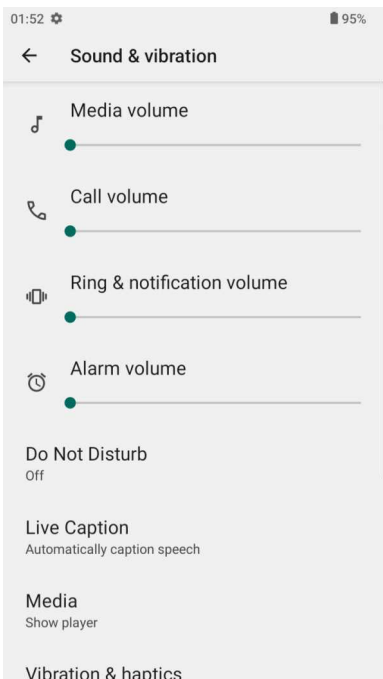 01:52 95%
Sound & vibration
Media volume
Call volume
Ring & notification volume
Alarm volume
Do Not Disturb
Off
Live Caption
Automatically caption speech
Media
Show player
Vibration & haptics